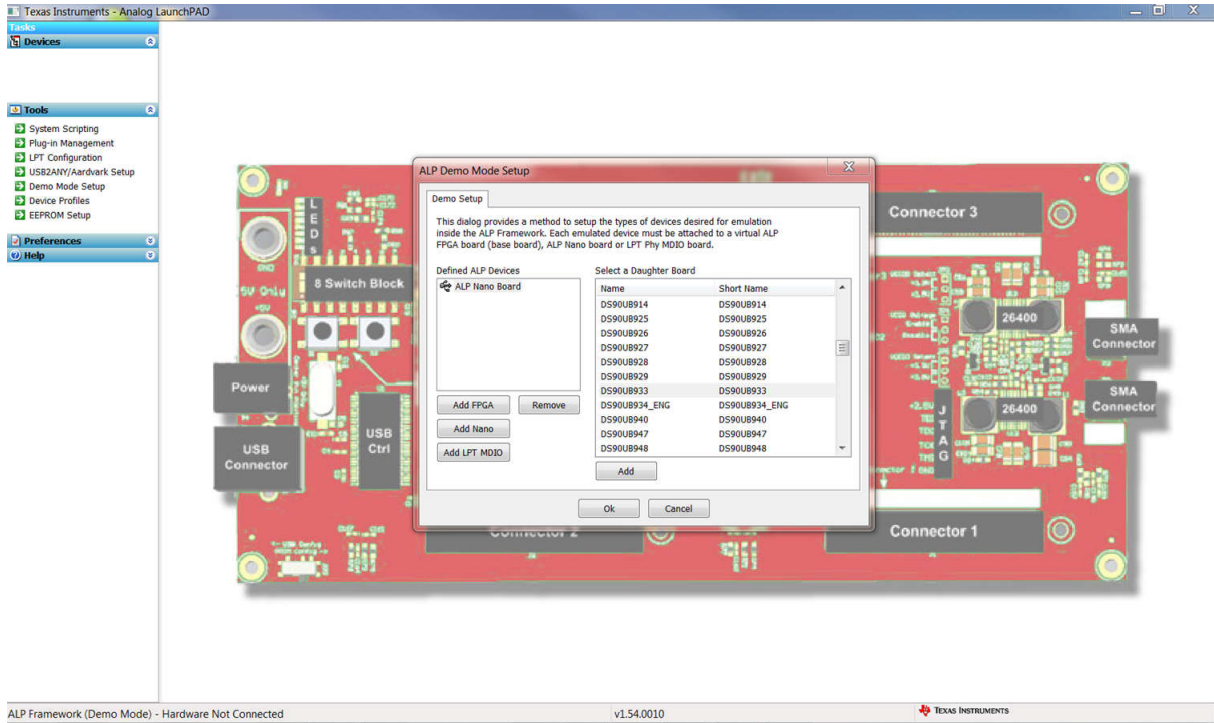 Texas Instruments - Analog LaunchPAD
Tasks
Devices
Tools
System Scripting
Plug-in Management
LPT Configuration
USB2ANY/Aardvark Setup
Demo Mode Setup
Device Profiles
EEPROM Setup
Preferences
Help
ALP Demo Mode Setup
Demo Setup
This dialog provides a method to setup the types of devices desired for emulation
inside the ALP Framework. Each emulated device must be attached to a virtual ALP
FPGA board (base board), ALP Nano board or LPT Phy MDIO board.
Defined ALP Devices
ALP Nano Board
Add FPGA
Remove
Add Nano
Add LPT MDIO
Select a Daughter Board
Name Short Name
DS90UB914 DS90UB914
DS90UB925 DS90UB925
DS90UB926 DS90UB926
DS90UB927 DS90UB927
DS90UB928 DS90UB928
DS90UB929 DS90UB929
DS90UB933 DS90UB933
DS90UB934_ENG DS90UB934_ENG
DS90UB940 DS90UB940
DS90UB947 DS90UB947
DS90UB948 DS90UB948
Add
Ok
Cancel
LEDs
8 Switch Block
GND
5V Only
+5V
Power
USB
Connector
USB
Ctrl
Connector 2
Connector 3
26400
SMA
Connector
SMA
Connector
26400
JTAG
Connector 1
ALP Framework (Demo Mode) - Hardware Not Connected
v1.54.0010
TEXAS INSTRUMENTS